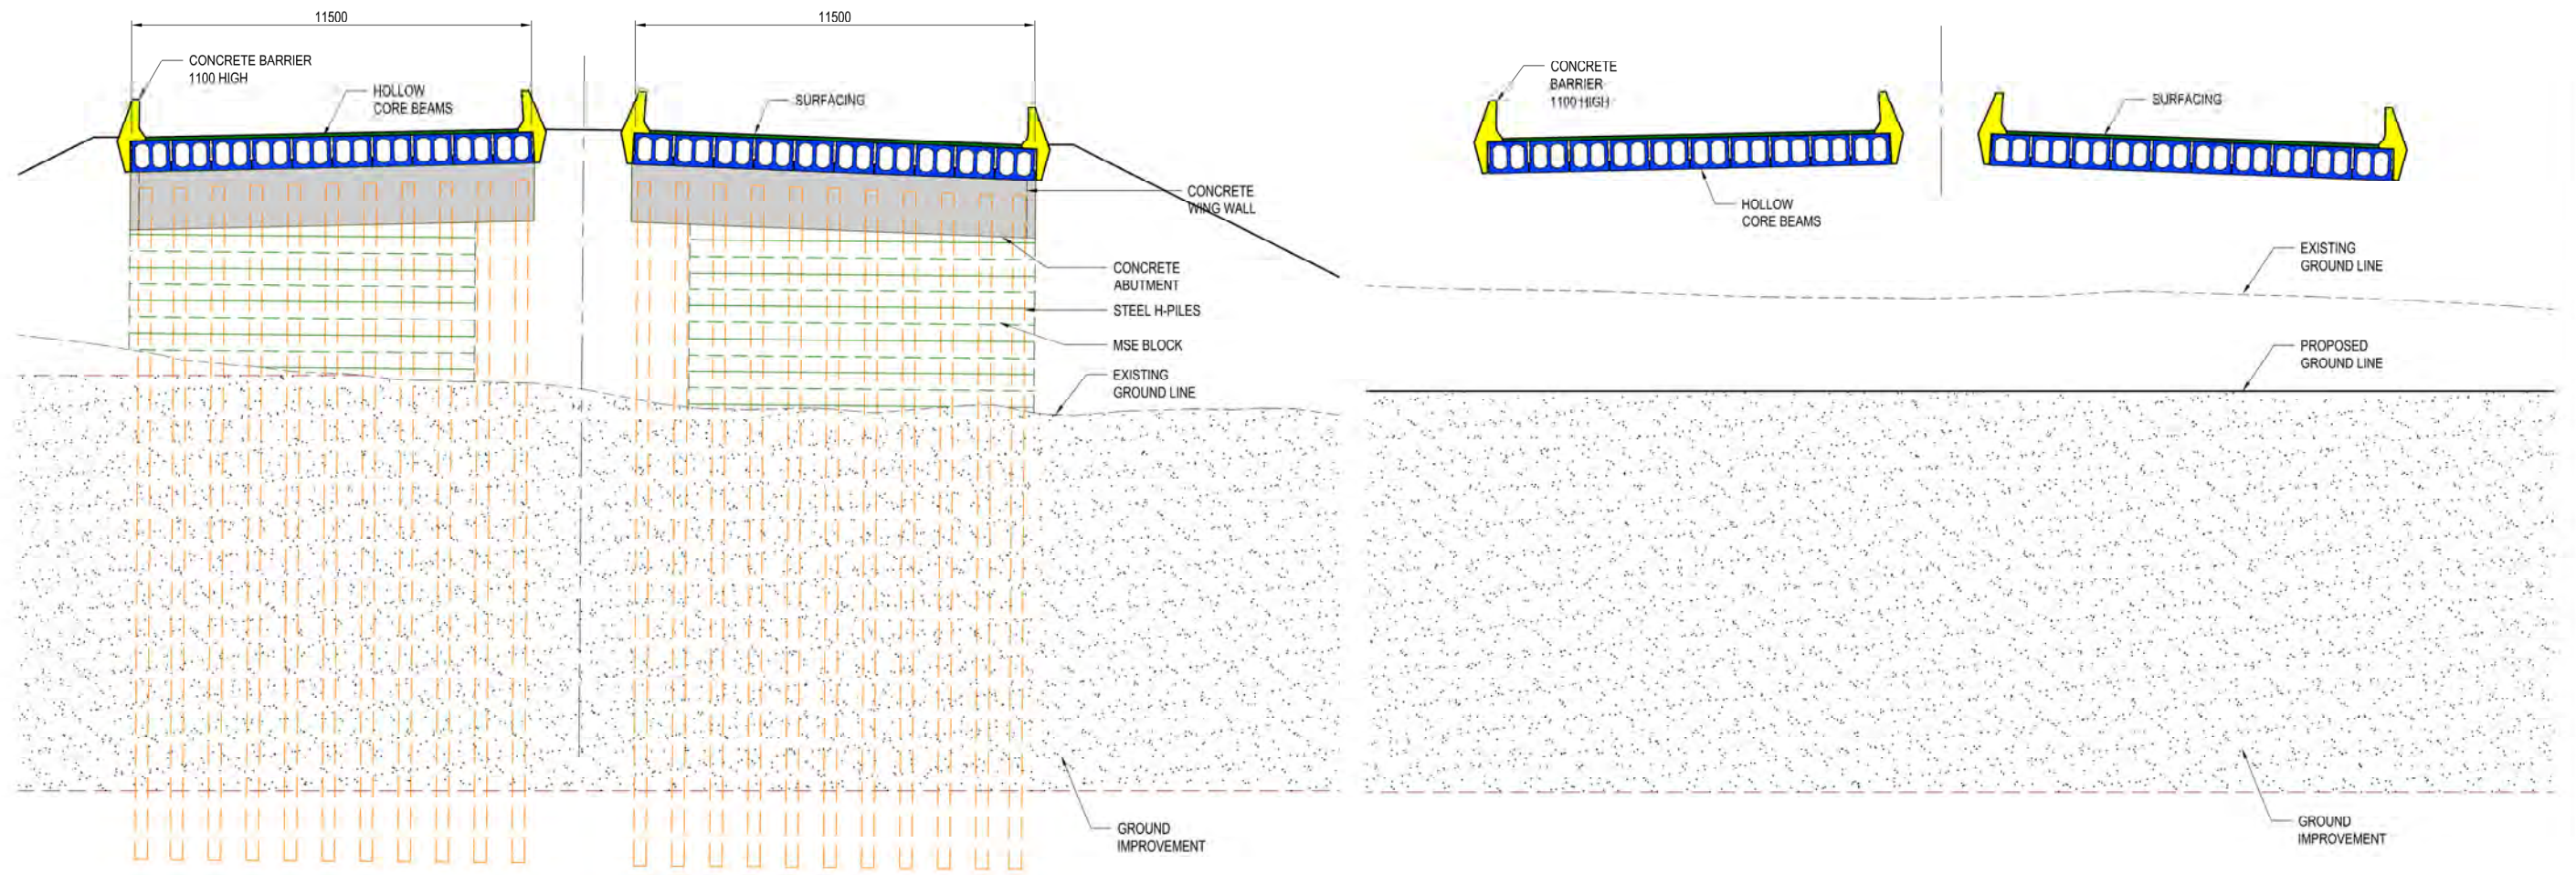 11500
11500
CONCRETE BARRIER
1100 HIGH
HOLLOW
CORE BEAMS
SURFACING
CONCRETE
WING WALL
CONCRETE
ABUTMENT
STEEL H-PILES
MSE BLOCK
EXISTING
GROUND LINE
GROUND
IMPROVEMENT
CONCRETE
BARRIER
1100 HIGH
SURFACING
HOLLOW
CORE BEAMS
EXISTING
GROUND LINE
PROPOSED
GROUND LINE
GROUND
IMPROVEMENT